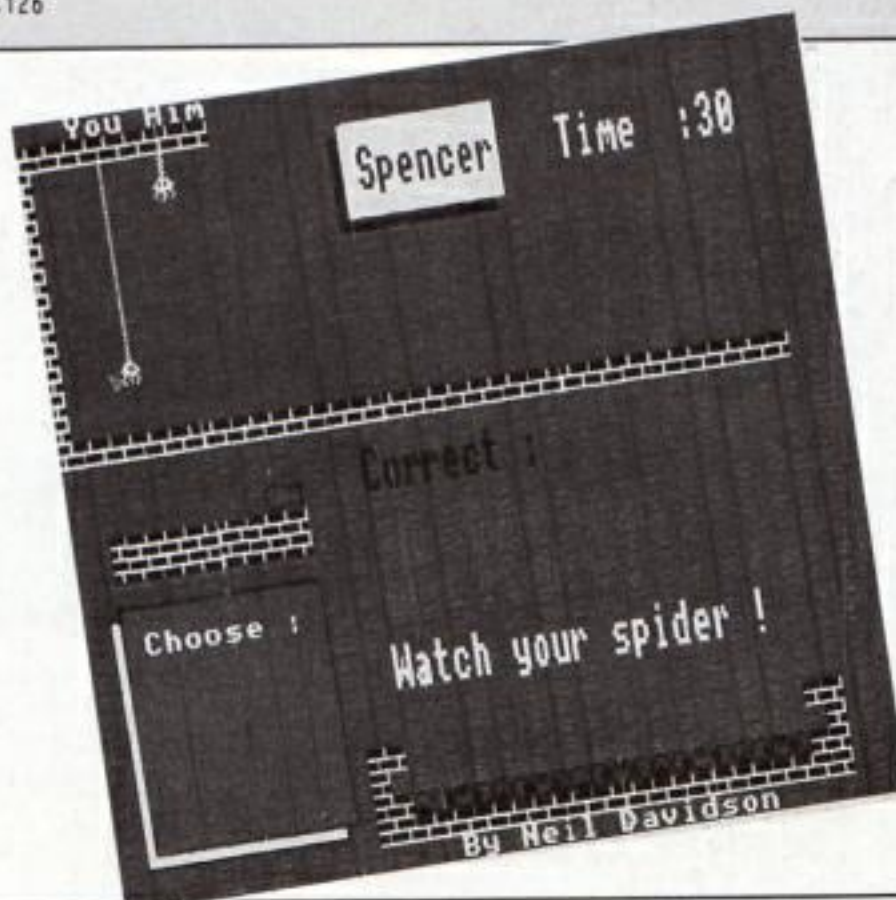 126
You Him
Spencer
Time :30
Correct :
Choose :
Watch your spider !
By Neil Davidson